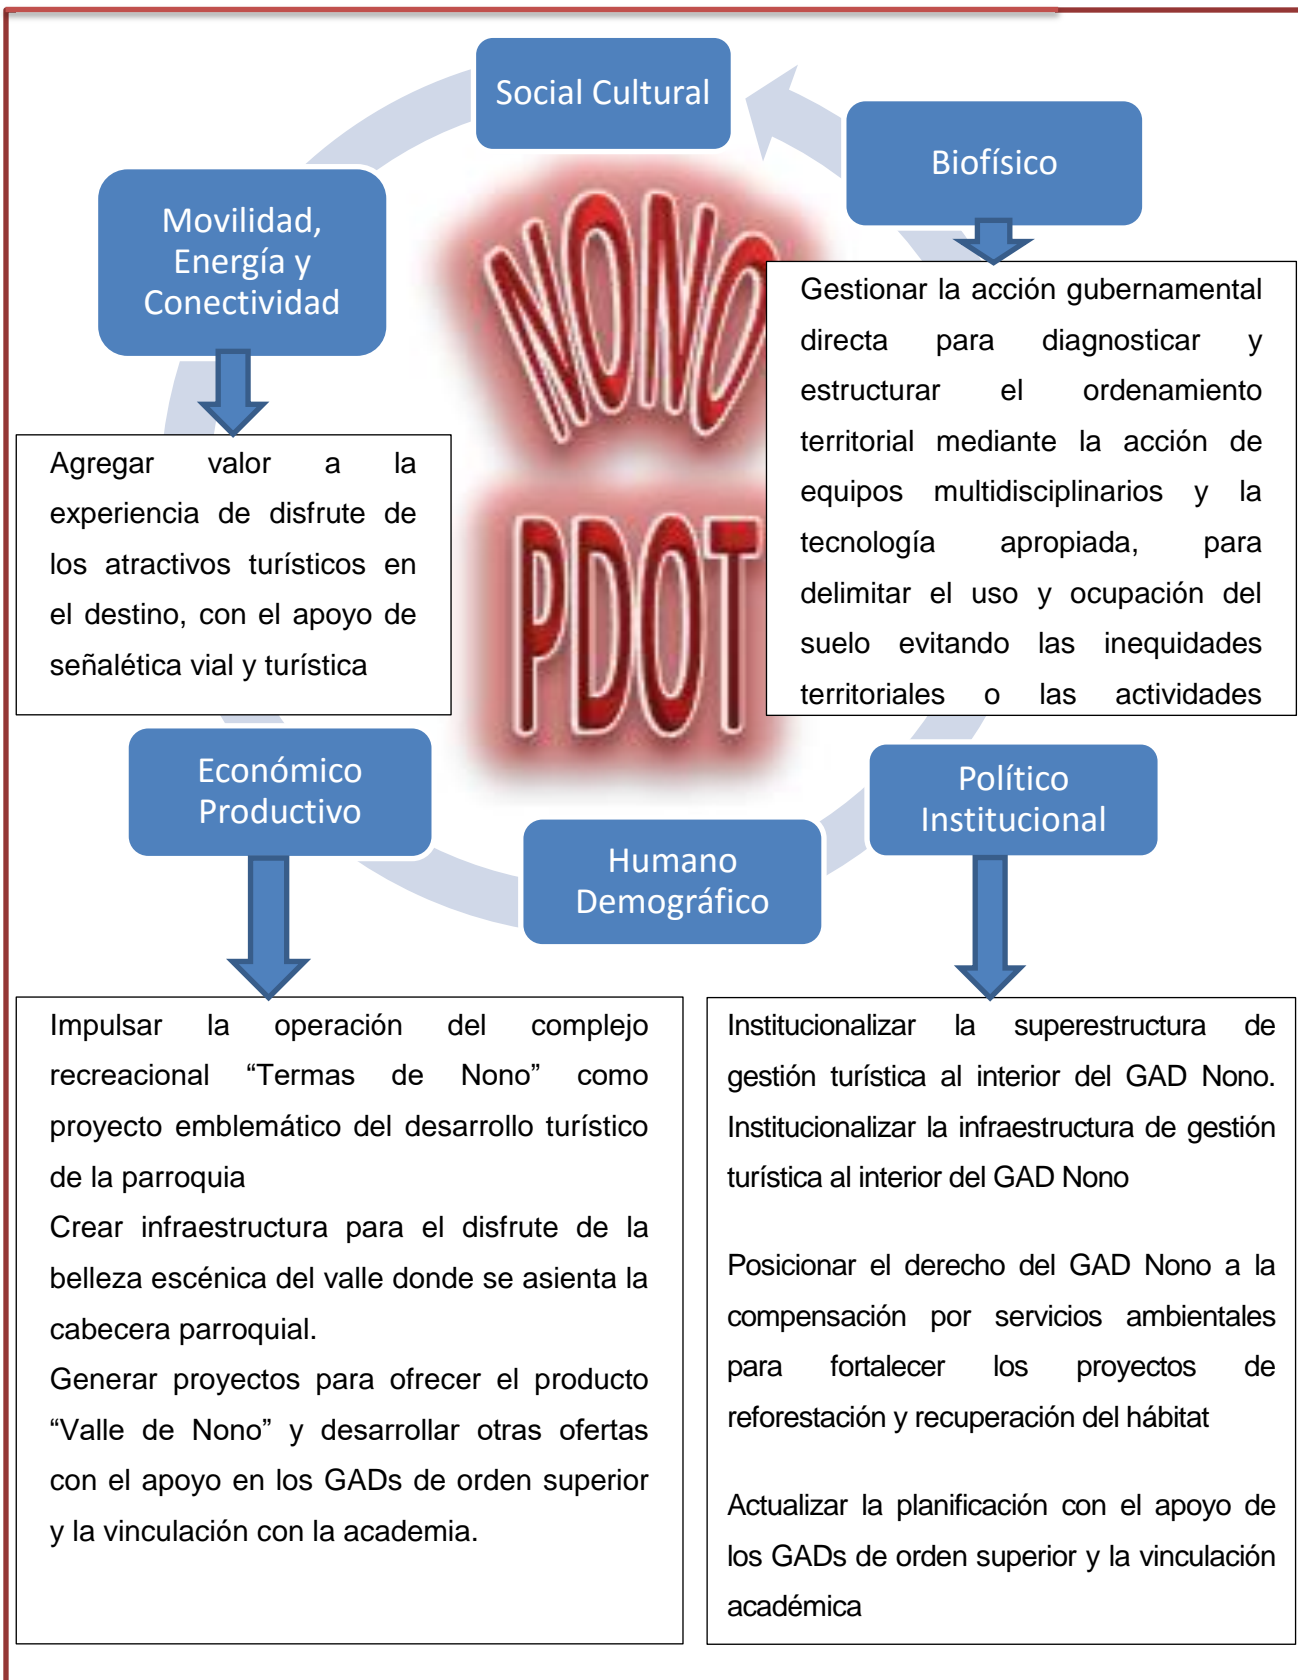 Social Cultural
Biofísico
Movilidad,
Energía y
Conectividad
NONO
PDOT
Gestionar la acción gubernamental
directa para diagnosticar y
estructurar el ordenamiento
territorial mediante la acción de
equipos multidisciplinarios y la
tecnología apropiada, para
delimitar el uso y ocupación del
suelo evitando las inequidades
territoriales o las actividades
Agregar valor a la
experiencia de disfrute de
los atractivos turísticos en
el destino, con el apoyo de
señalética vial y turística
Económico
Productivo
Político
Institucional
Humano
Demográfico
Impulsar la operación del complejo
recreacional “Termas de Nono” como
proyecto emblemático del desarrollo turístico
de la parroquia
Crear infraestructura para el disfrute de la
belleza escénica del valle donde se asienta la
cabecera parroquial.
Generar proyectos para ofrecer el producto
“Valle de Nono” y desarrollar otras ofertas
con el apoyo en los GADs de orden superior
y la vinculación con la academia.
Institucionalizar la superestructura de
gestión turística al interior del GAD Nono.
Institucionalizar la infraestructura de gestión
turística al interior del GAD Nono
Posicionar el derecho del GAD Nono a la
compensación por servicios ambientales
para fortalecer los proyectos de
reforestación y recuperación del hábitat
Actualizar la planificación con el apoyo de
los GADs de orden superior y la vinculación
académica